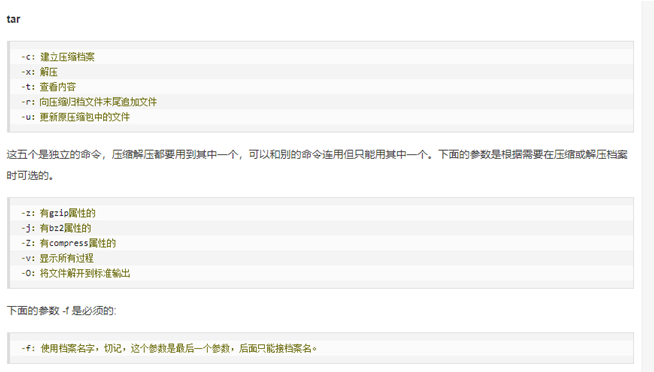 tar
-c: 建立压缩档案
-x: 解压
-t: 查看内容
-r: 向压缩归档文件末尾追加文件
-u: 更新原压缩包中的文件
这五个是独立的命令，压缩解压都要用到其中一个，可以和别的命令连用但只能用其中一个。下面的参数是根据需要在压缩或解压档案
时可选的。
-z: 有gzip属性的
-j: 有bz2属性的
-Z: 有compress属性的
-v: 显示所有过程
-O: 将文件解开到标准输出
下面的参数 -f 是必须的:
-f: 使用档案名字，切记，这个参数是最后一个参数，后面只能接档案名。